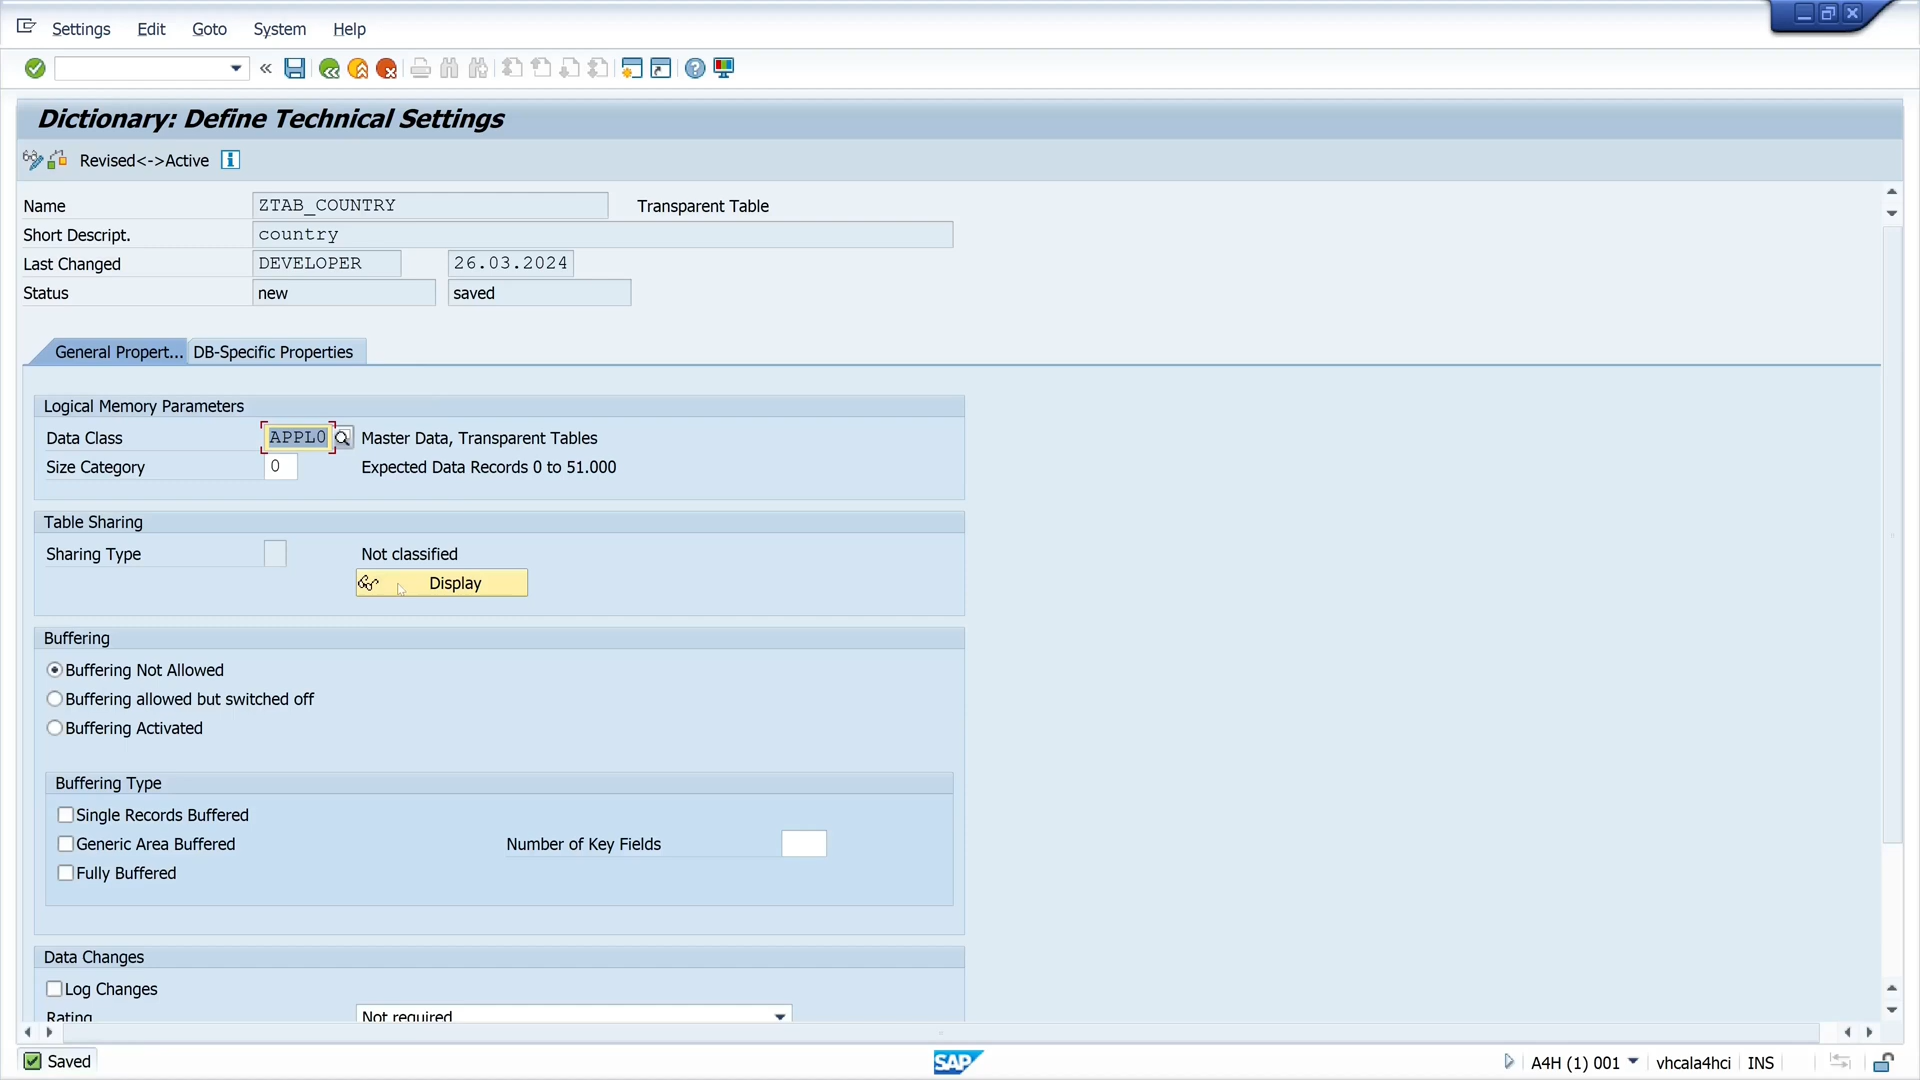 Settings Edit Goto System Help
Dictionary: Define Technical Settings
Revised<->Active
Name ZTAB_COUNTRY Transparent Table
Short Descript. country
Last Changed DEVELOPER 26.03.2024
Status new saved
General Propert... DB-Specific Properties
Logical Memory Parameters
Data Class APPL0 Master Data, Transparent Tables
Size Category 0 Expected Data Records 0 to 51.000
Table Sharing
Sharing Type Not classified
Display
Buffering
Buffering Not Allowed
Buffering allowed but switched off
Buffering Activated
Buffering Type
Single Records Buffered
Generic Area Buffered Number of Key Fields
Fully Buffered
Data Changes
Log Changes
Rating Not required
Saved SAP A4H (1) 001 vhcala4hci INS